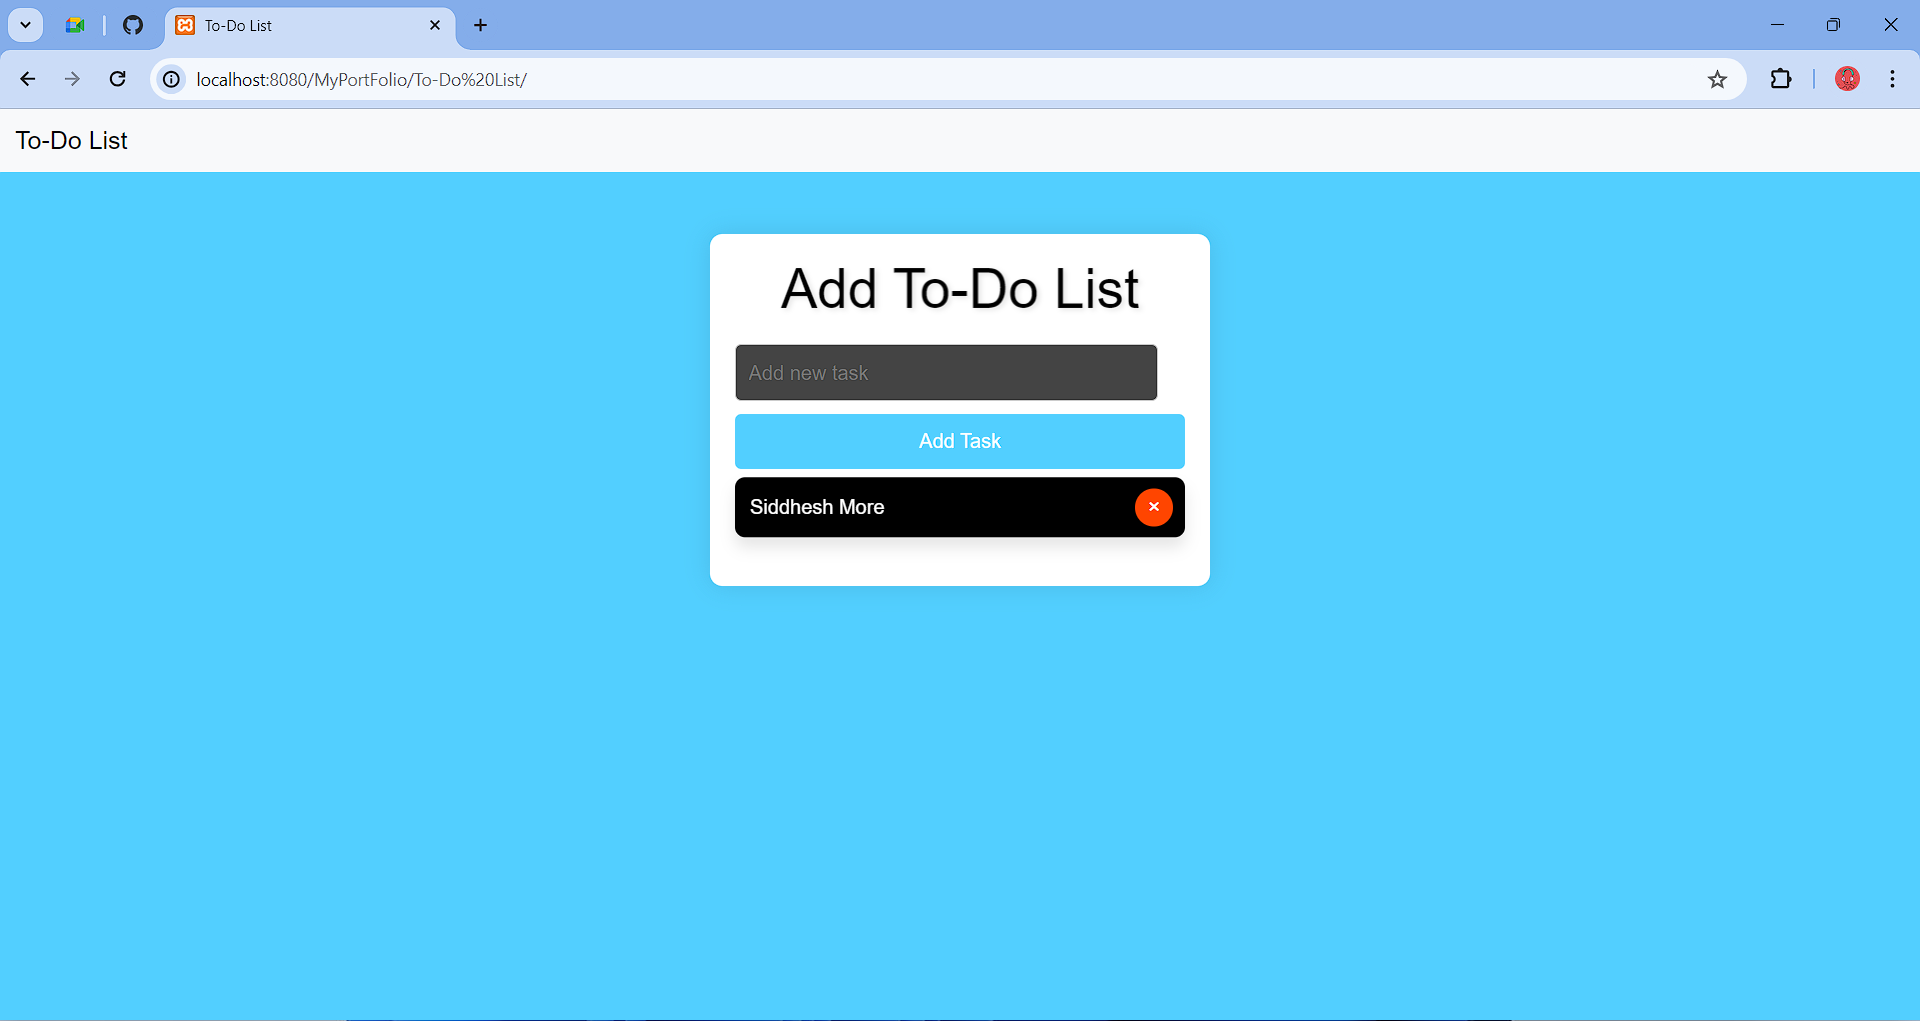 To-Do List
localhost:8080/MyPortFolio/To-Do%20List/
To-Do List
Add To-Do List
Add new task
Add Task
Siddhesh More